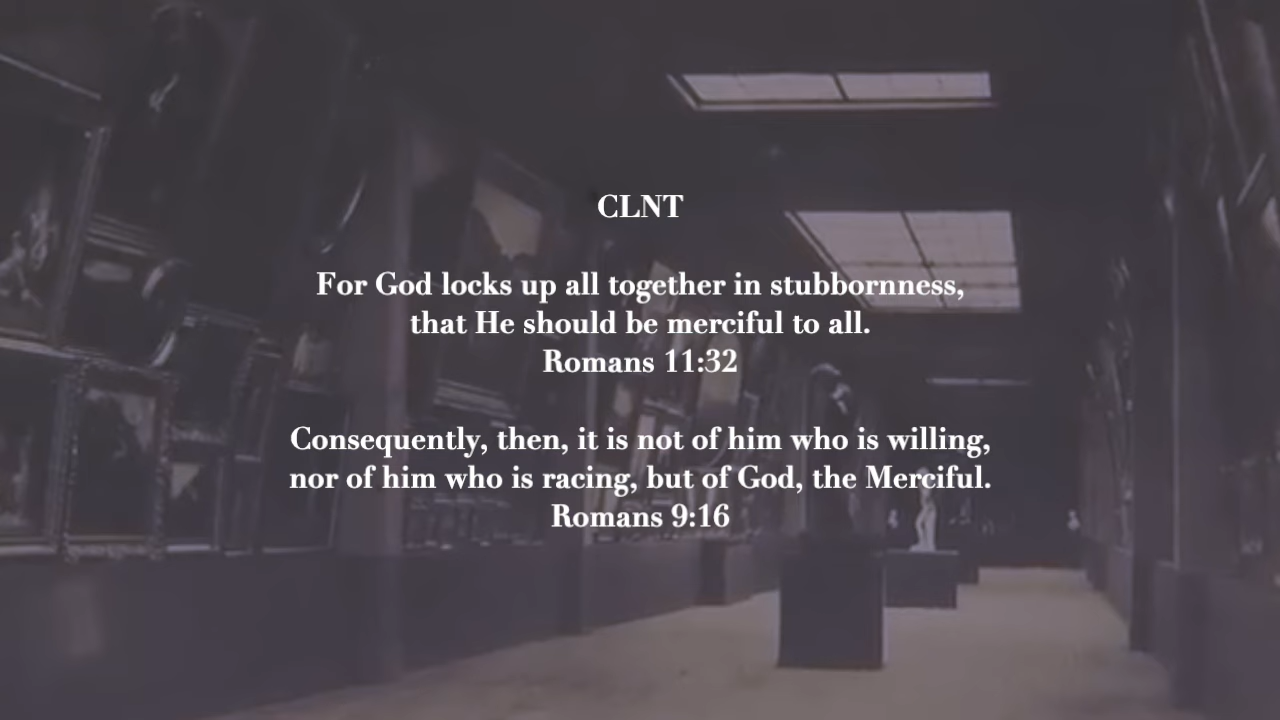 CLNT
For God locks up all together in stubbornness,
that He should be merciful to all.
Romans 11:32
Consequently, then, it is not of him who is willing,
nor of him who is racing, but of God, the Merciful.
Romans 9:16